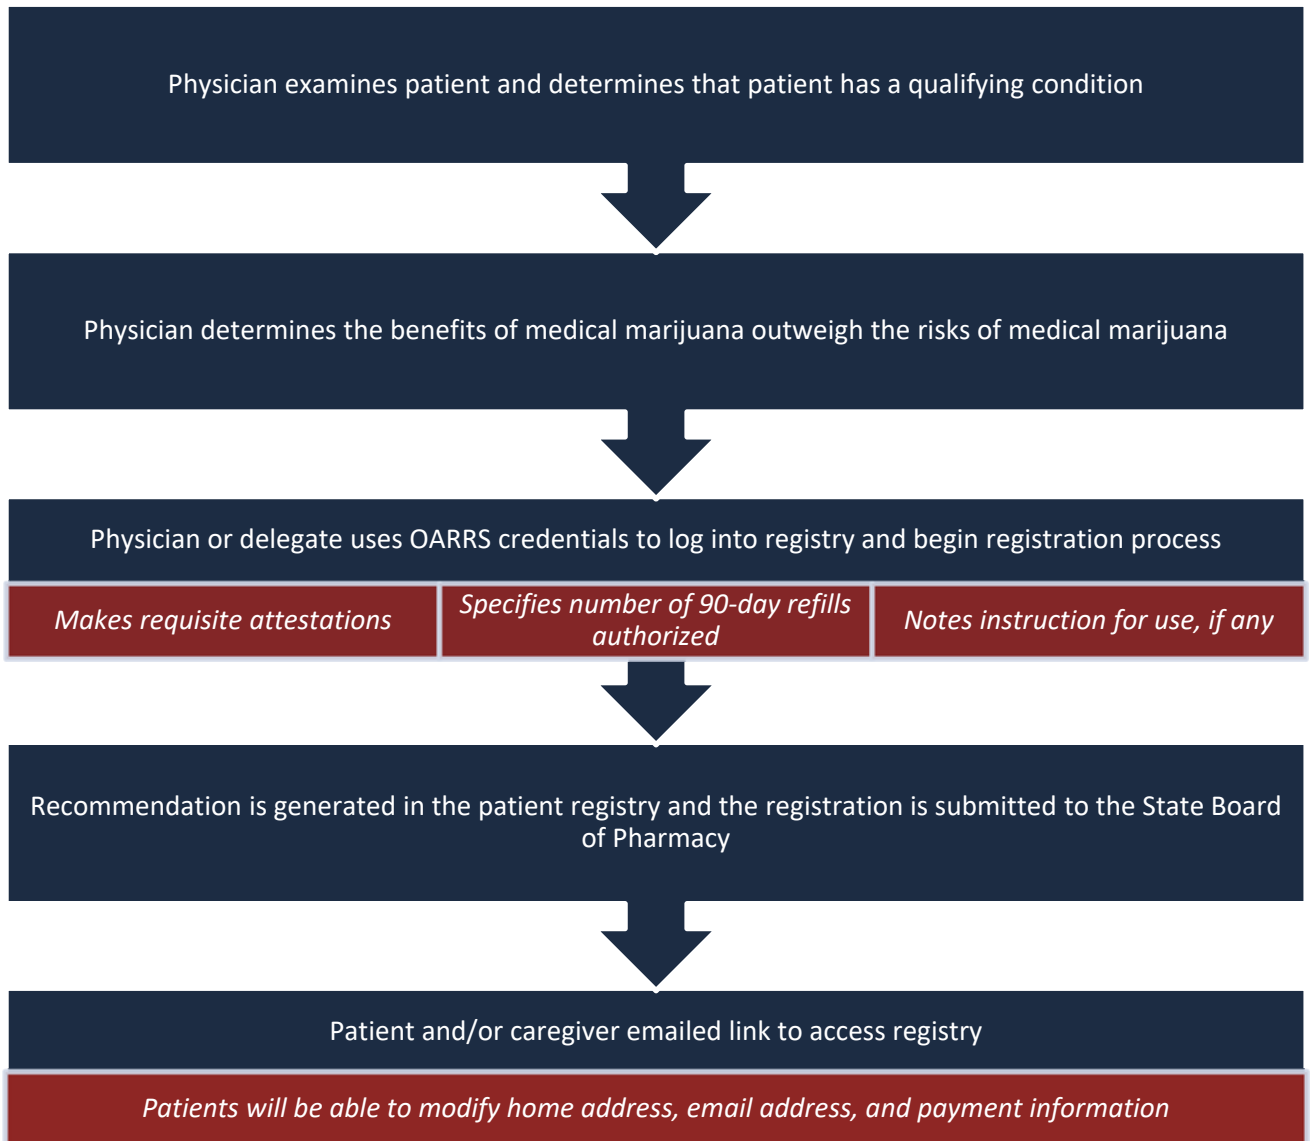 Physician examines patient and determines that patient has a qualifying condition
Physician determines the benefits of medical marijuana outweigh the risks of medical marijuana
Physician or delegate uses OARRS credentials to log into registry and begin registration process
Makes requisite attestations
Specifies number of 90-day refills
authorized
Notes instruction for use, if any
Recommendation is generated in the patient registry and the registration is submitted to the State Board
of Pharmacy
Patient and/or caregiver emailed link to access registry
Patients will be able to modify home address, email address, and payment information